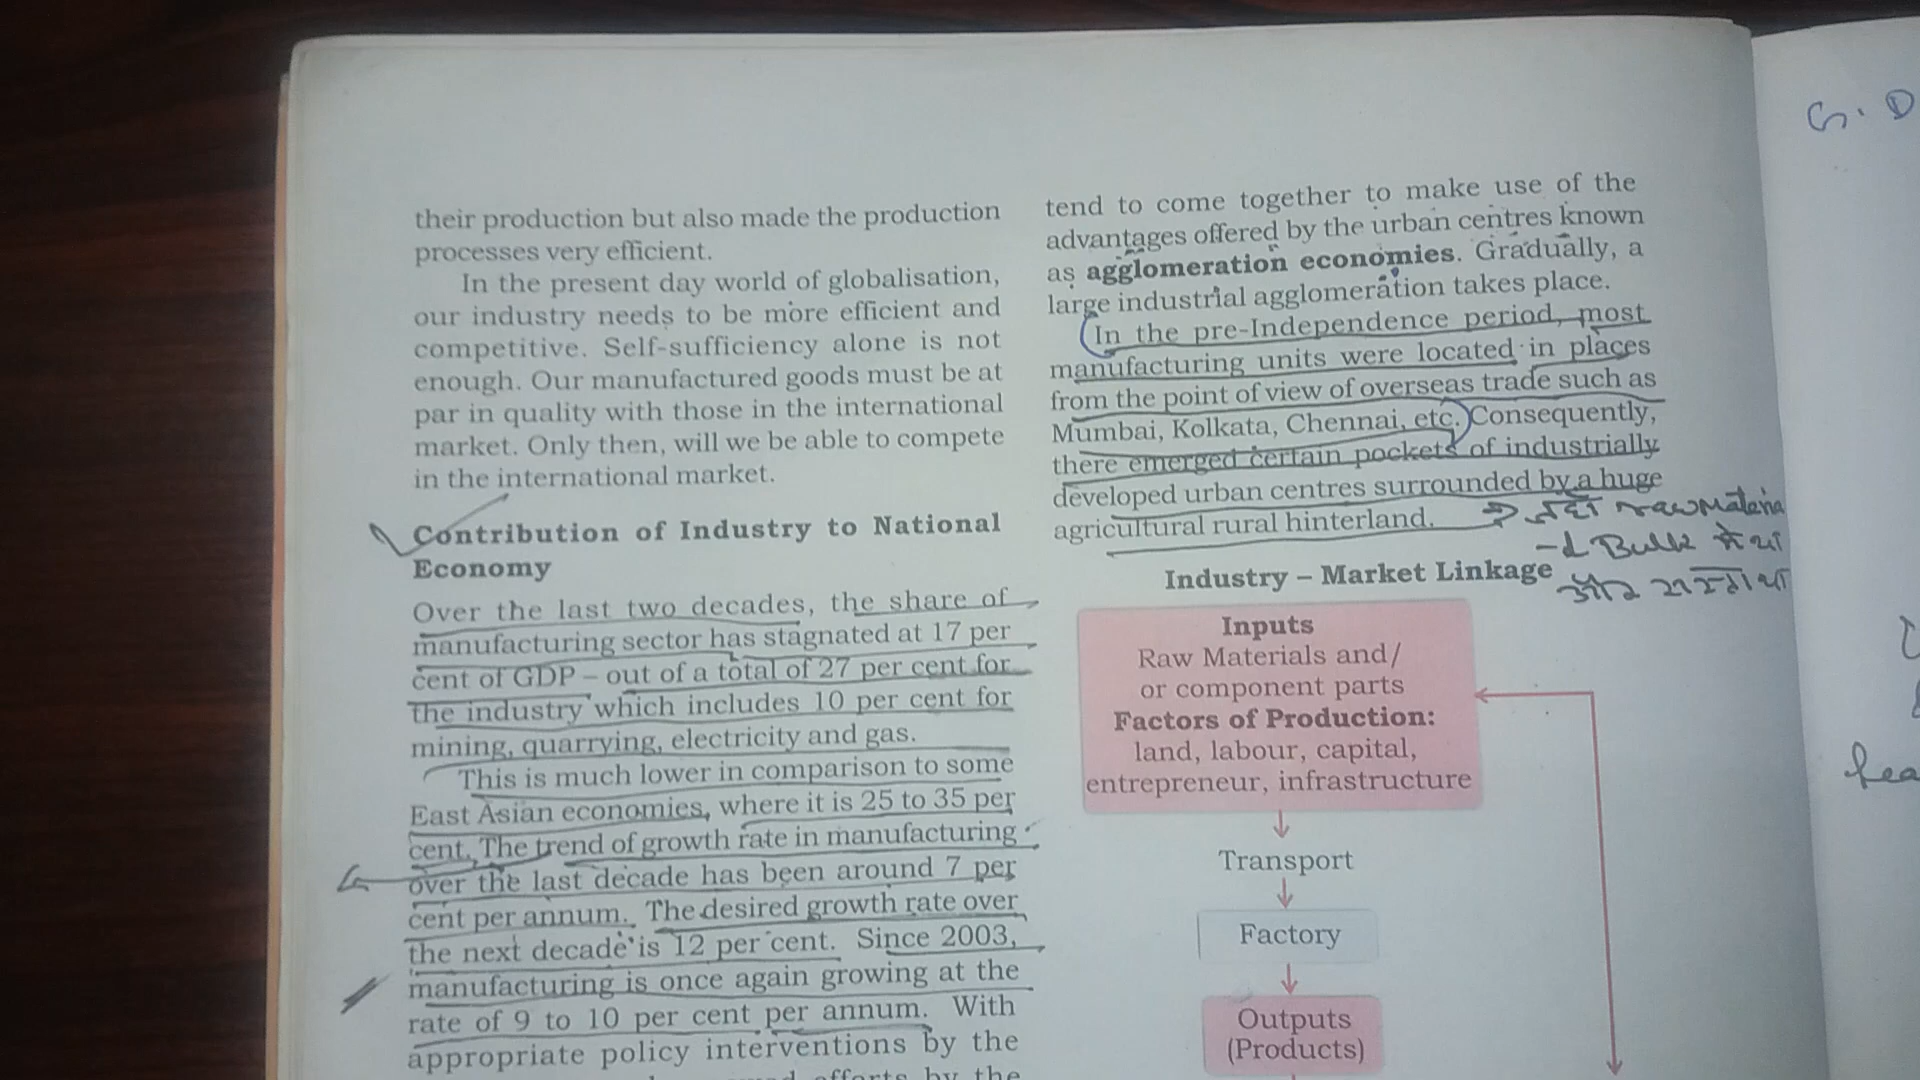 their production but also made the production
processes very efficient.
In the present day world of globalisation,
our industry needs to be more efficient and
competitive. Self-sufficiency alone is not
enough. Our manufactured goods must be at
par in quality with those in the international
market. Only then, will we be able to compete
in the international market.
Contribution of Industry to National
Economy
Over the last two decades, the share of
manufacturing sector has stagnated at 17 per
cent of GDP – out of a total of 27 per cent for
the industry which includes 10 per cent for
mining, quarrying, electricity and gas.
This is much lower in comparison to some
East Asian economies, where it is 25 to 35 per
cent. The trend of growth rate in manufacturing
over the last decade has been around 7 per
cent per annum. The desired growth rate over
the next decade is 12 per cent. Since 2003,
manufacturing is once again growing at the
rate of 9 to 10 per cent per annum. With
appropriate policy interventions by the
efforts by the
tend to come together to make use of the
advantages offered by the urban centres known
as agglomeration economies. Gradually, a
large industrial agglomeration takes place.
In the pre-Independence period, most
manufacturing units were located in places
from the point of view of overseas trade such as
Mumbai, Kolkata, Chennai, etc. Consequently,
there emerged certain pockets of industrially
developed urban centres surrounded by a huge
agricultural rural hinterland.
raw Materia
Bulk में था
और सस्ता था
Industry – Market Linkage
Inputs
Raw Materials and/
or component parts
Factors of Production:
land, labour, capital,
entrepreneur, infrastructure
Transport
Factory
Outputs
(Products)
G. D